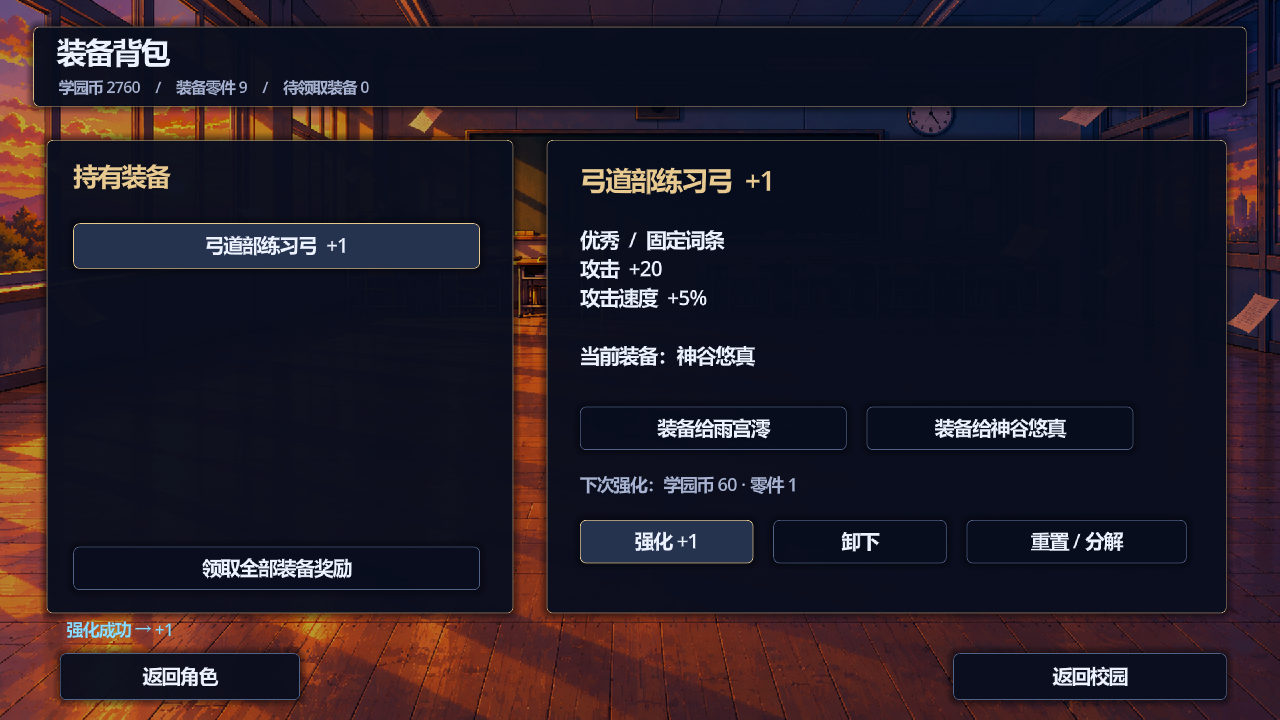 装备背包
学园币 2760 / 装备零件 9 / 待领取装备 0
持有装备
弓道部练习弓 +1
领取全部装备奖励
弓道部练习弓 +1
优秀 / 固定词条
攻击 +20
攻击速度 +5%
当前装备：神谷悠真
装备给雨宫澪
装备给神谷悠真
下次强化：学园币 60 · 零件 1
强化 +1
卸下
重置 / 分解
强化成功 → +1
返回角色
返回校园